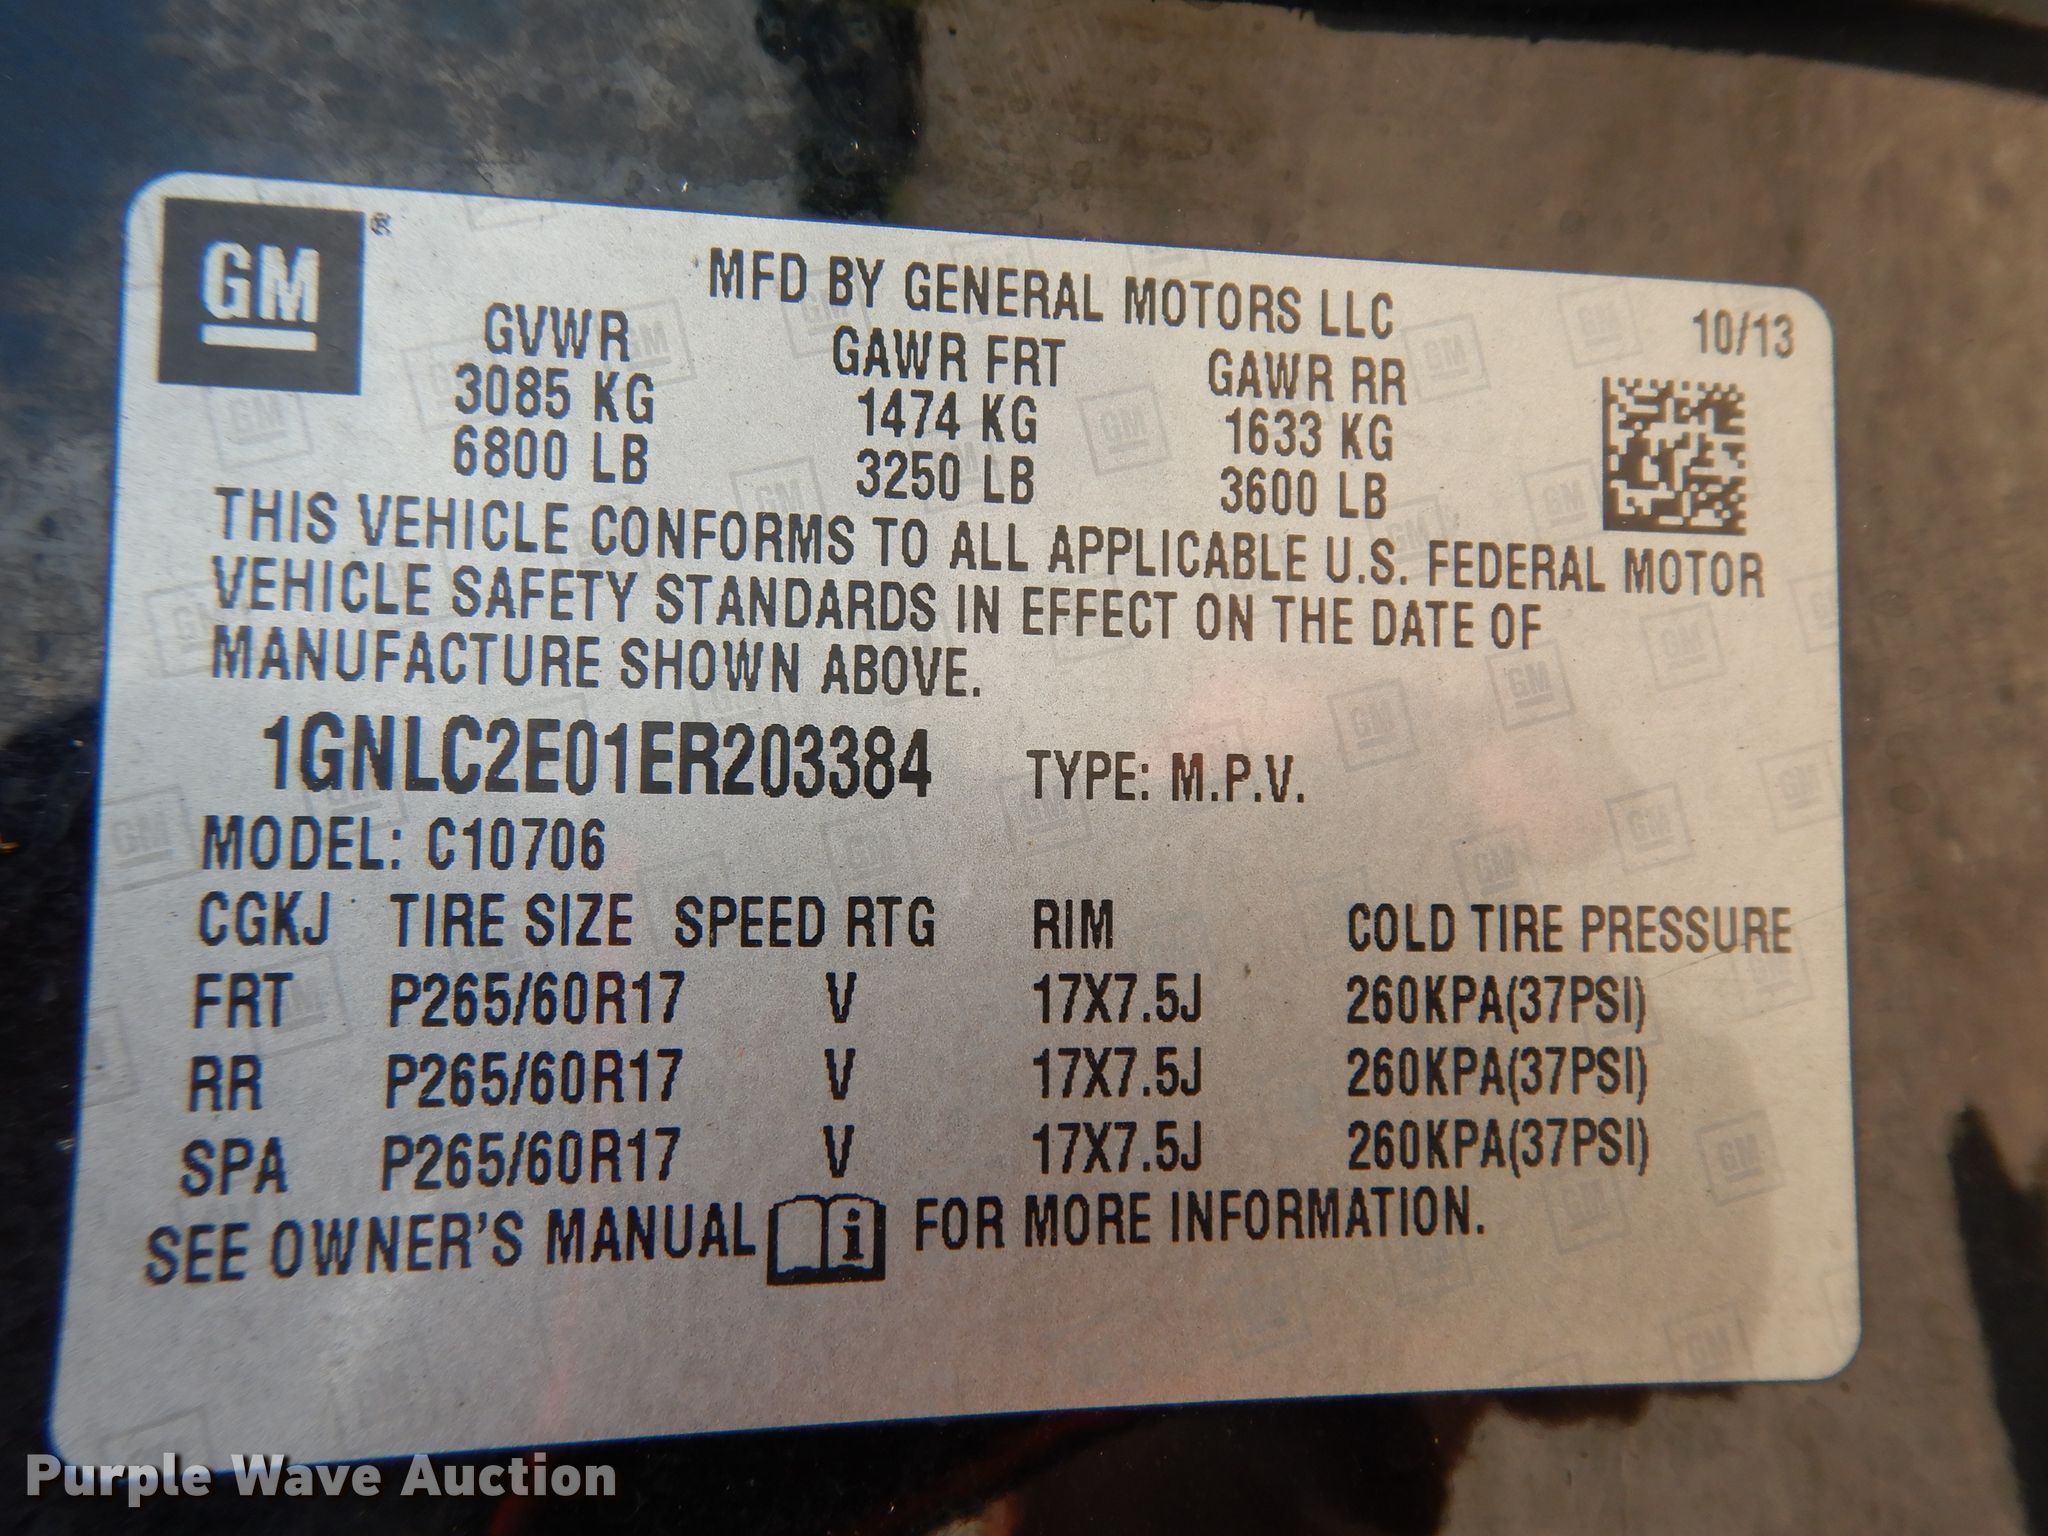 GM ®
MFD BY GENERAL MOTORS LLC
10/13
GVWR GAWR FRT GAWR RR
3085 KG 1474 KG 1633 KG
6800 LB 3250 LB 3600 LB
THIS VEHICLE CONFORMS TO ALL APPLICABLE U.S. FEDERAL MOTOR
VEHICLE SAFETY STANDARDS IN EFFECT ON THE DATE OF
MANUFACTURE SHOWN ABOVE.
1GNLC2E01ER203384 TYPE: M.P.V.
MODEL: C10706
CGKJ TIRE SIZE SPEED RTG RIM COLD TIRE PRESSURE
FRT P265/60R17 V 17X7.5J 260KPA(37PSI)
RR P265/60R17 V 17X7.5J 260KPA(37PSI)
SPA P265/60R17 V 17X7.5J 260KPA(37PSI)
SEE OWNER'S MANUAL i FOR MORE INFORMATION.
Purple Wave Auction